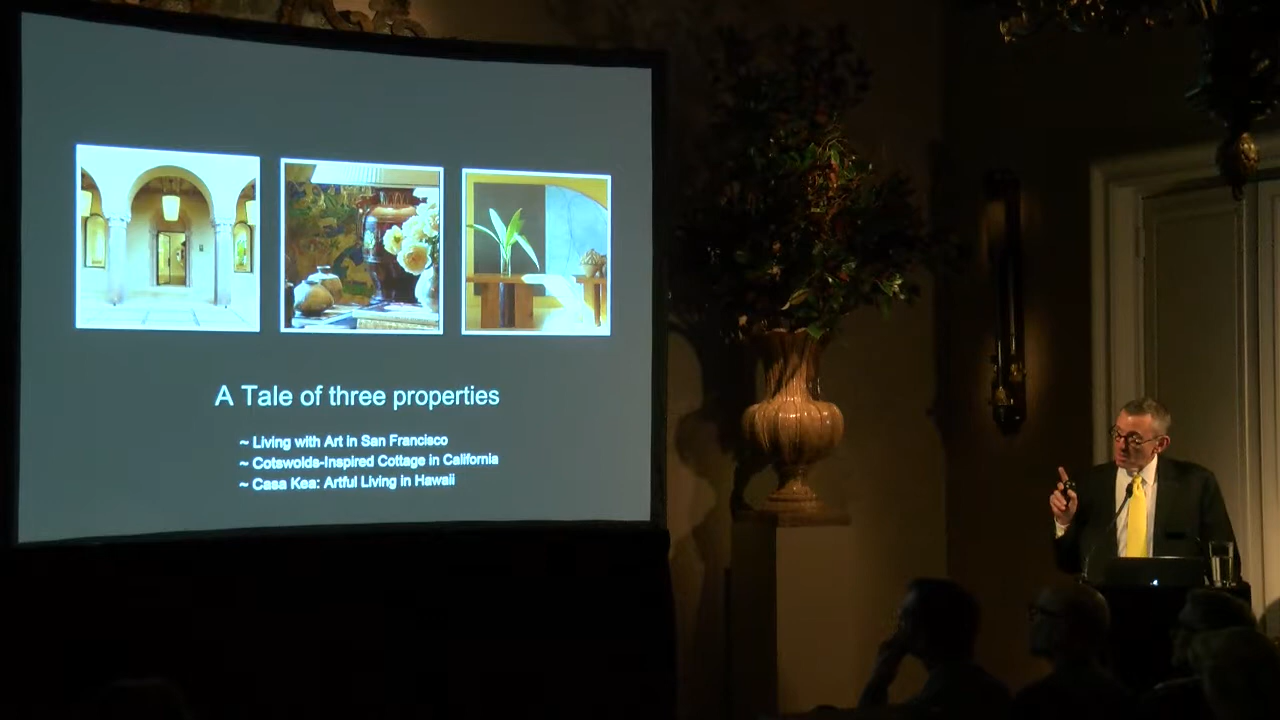 A Tale of three properties
~ Living with Art in San Francisco
~ Cotswolds-Inspired Cottage in California
~ Casa Kea: Artful Living in Hawaii